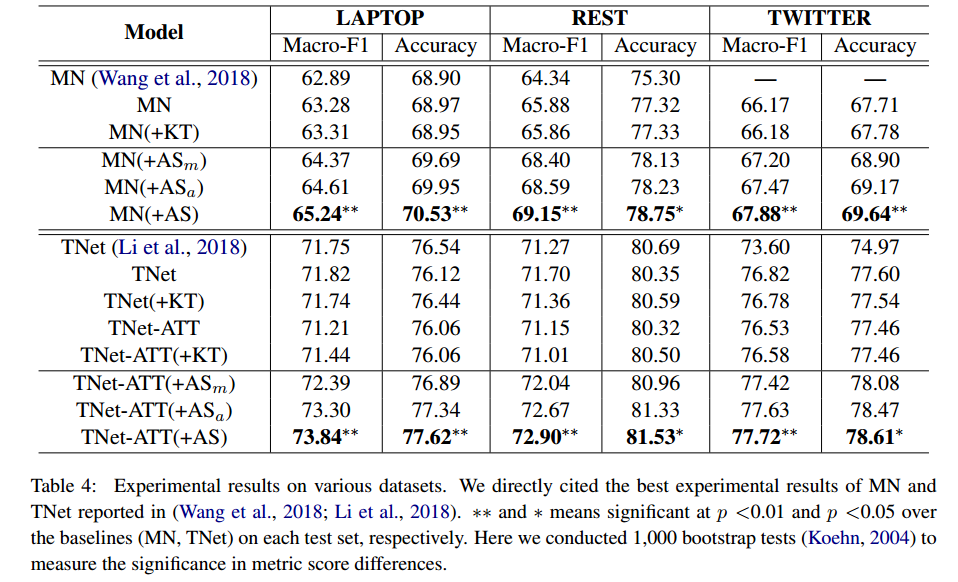 Model LAPTOP REST TWITTER
Macro-F1 Accuracy Macro-F1 Accuracy Macro-F1 Accuracy
MN (Wang et al., 2018) 62.89 68.90 64.34 75.30 — —
MN 63.28 68.97 65.88 77.32 66.17 67.71
MN(+KT) 63.31 68.95 65.86 77.33 66.18 67.78
MN(+ASm) 64.37 69.69 68.40 78.13 67.20 68.90
MN(+ASa) 64.61 69.95 68.59 78.23 67.47 69.17
MN(+AS) 65.24** 70.53** 69.15** 78.75* 67.88** 69.64**
TNet (Li et al., 2018) 71.75 76.54 71.27 80.69 73.60 74.97
TNet 71.82 76.12 71.70 80.35 76.82 77.60
TNet(+KT) 71.74 76.44 71.36 80.59 76.78 77.54
TNet-ATT 71.21 76.06 71.15 80.32 76.53 77.46
TNet-ATT(+KT) 71.44 76.06 71.01 80.50 76.58 77.46
TNet-ATT(+ASm) 72.39 76.89 72.04 80.96 77.42 78.08
TNet-ATT(+ASa) 73.30 77.34 72.67 81.33 77.63 78.47
TNet-ATT(+AS) 73.84** 77.62** 72.90** 81.53* 77.72** 78.61*
Table 4: Experimental results on various datasets. We directly cited the best experimental results of MN and
TNet reported in (Wang et al., 2018; Li et al., 2018). ** and * means significant at p <0.01 and p <0.05 over
the baselines (MN, TNet) on each test set, respectively. Here we conducted 1,000 bootstrap tests (Koehn, 2004) to
measure the significance in metric score differences.